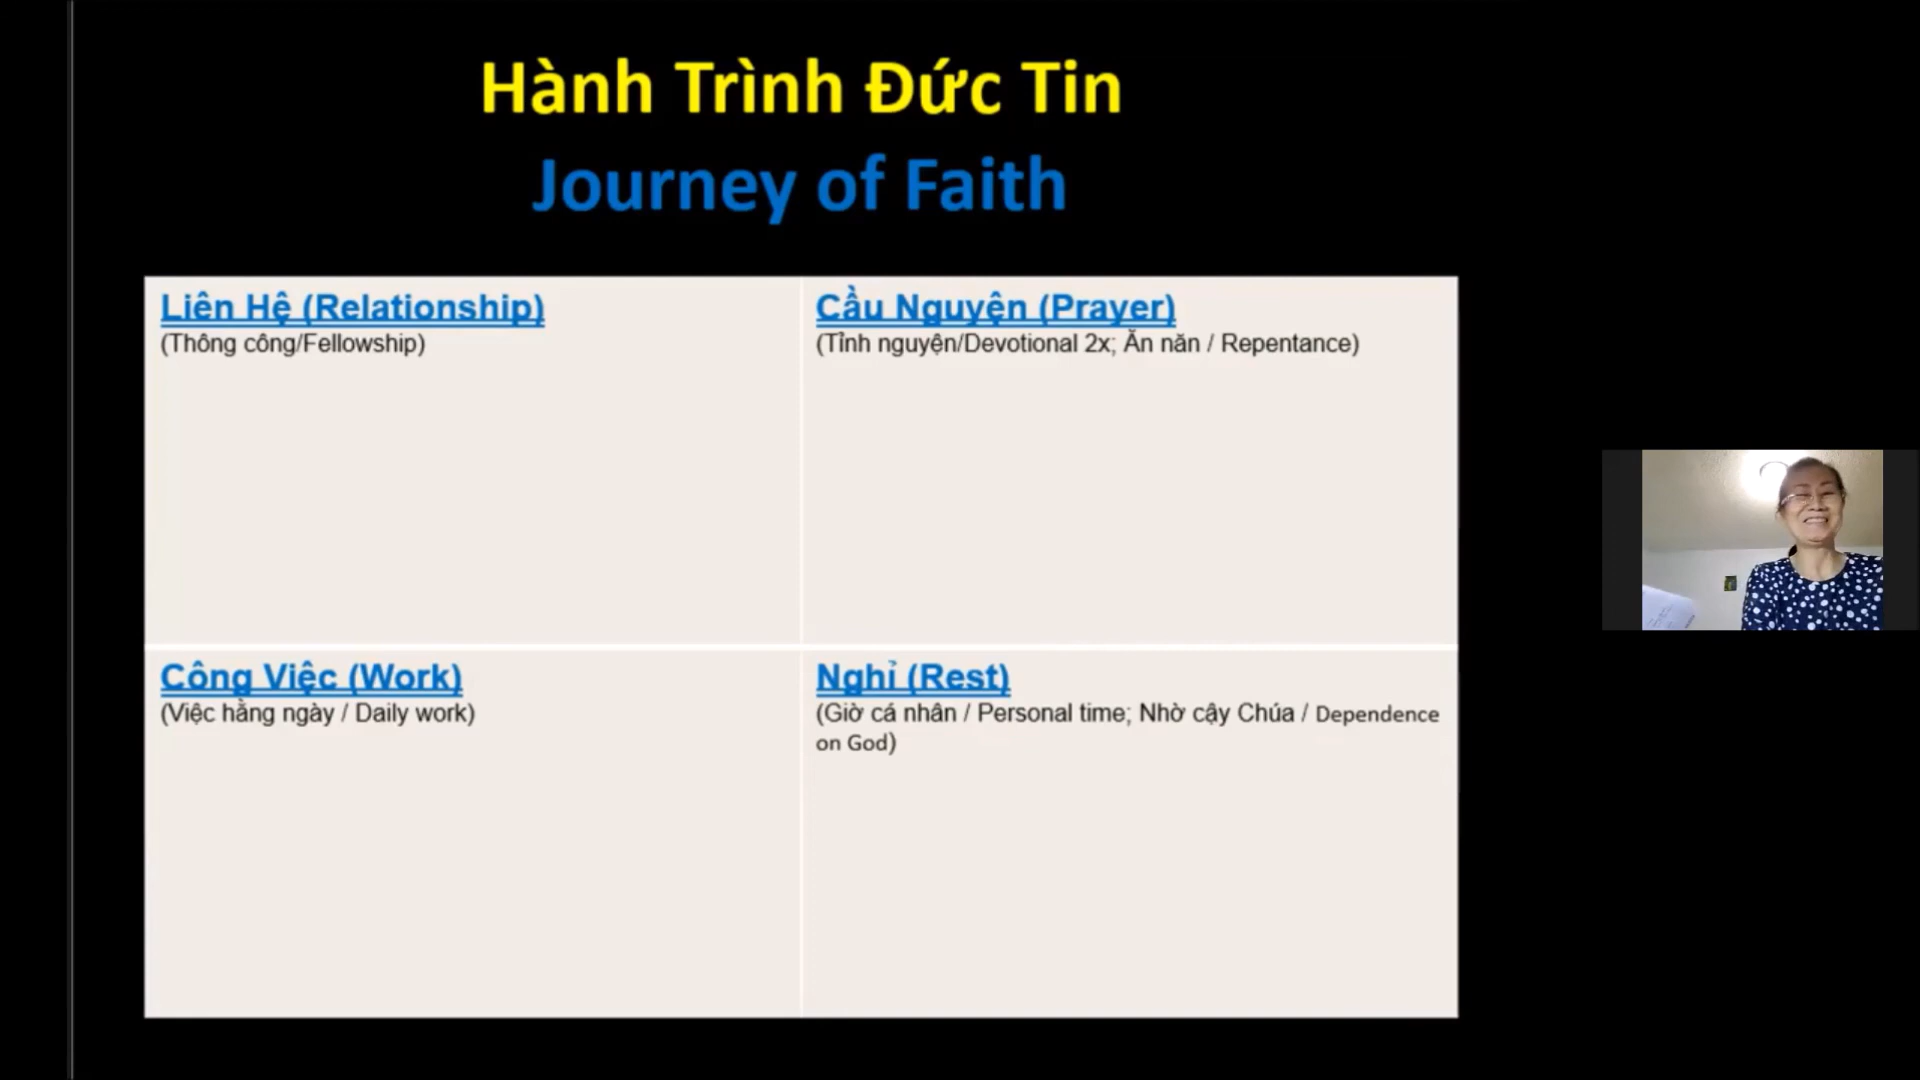 Hành Trình Đức Tin
Journey of Faith
Liên Hệ (Relationship)
(Thông công/Fellowship)
Cầu Nguyện (Prayer)
(Tỉnh nguyện/Devotional 2x; Ăn năn / Repentance)
Công Việc (Work)
(Việc hằng ngày / Daily work)
Nghỉ (Rest)
(Giờ cá nhân / Personal time; Nhờ cậy Chúa / Dependence
on God)